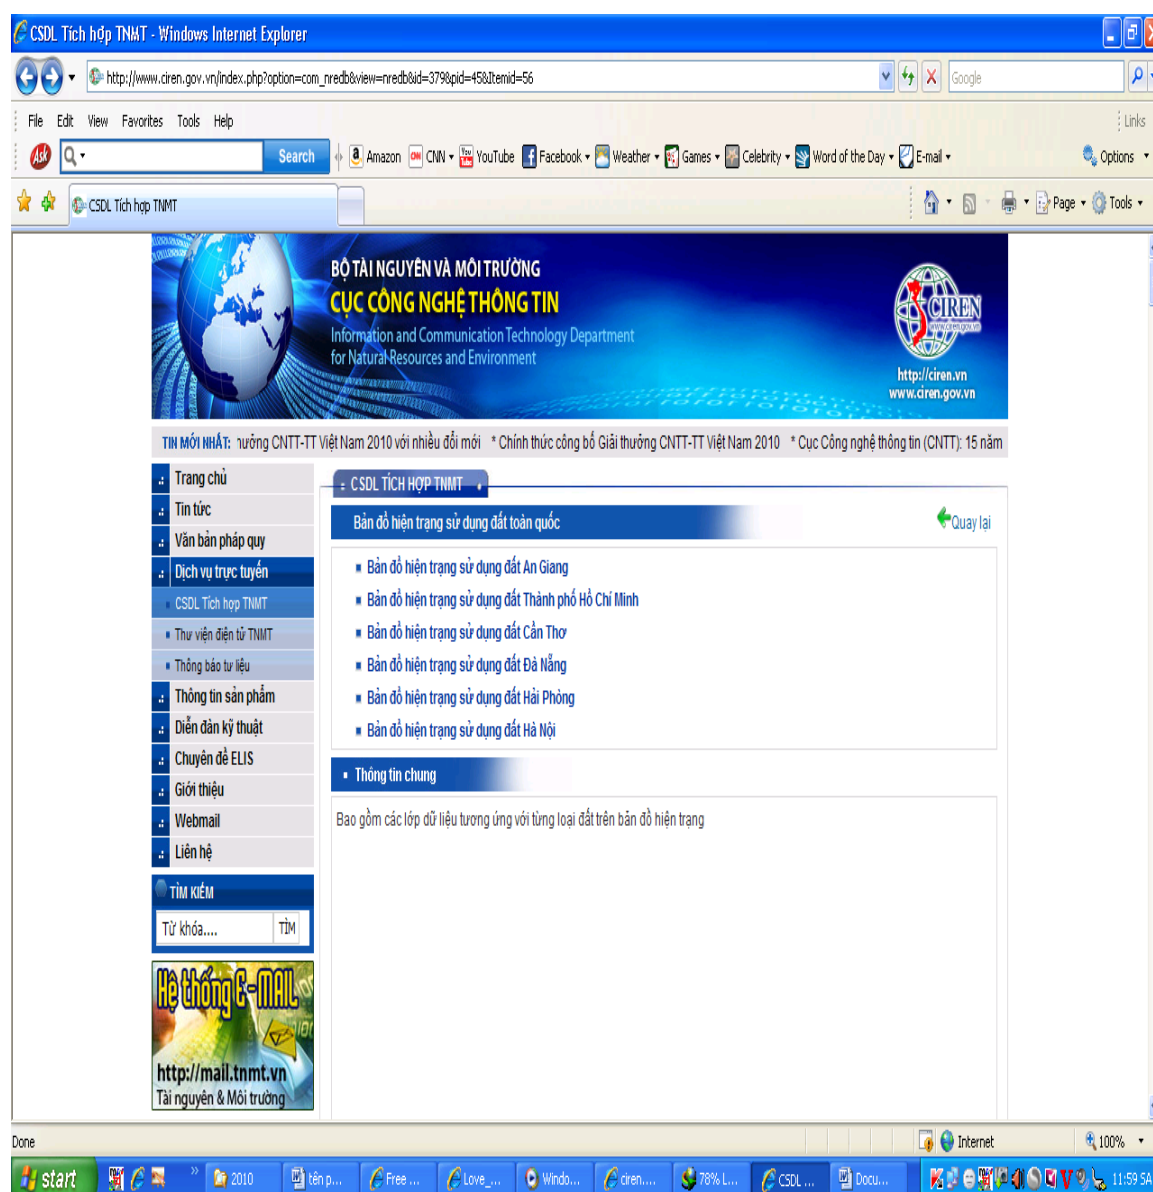 CSDL Tích hợp TNMT - Windows Internet Explorer
http://www.ciren.gov.vn/index.php?option=com_nredb&view=nredb&id=379&pid=45&Itemid=56
Google
File Edit View Favorites Tools Help
Links
Ask
Search
Amazon CNN YouTube Facebook Weather Games Celebrity Word of the Day E-mail Options
CSDL Tích hợp TNMT
Page Tools
BỘ TÀI NGUYÊN VÀ MÔI TRƯỜNG
CỤC CÔNG NGHỆ THÔNG TIN
Information and Communication Technology Department
for Natural Resources and Environment
CIREN
www.ciren.gov.vn
http://ciren.vn
www.ciren.gov.vn
TIN MỚI NHẤT: hưởng CNTT-TT Việt Nam 2010 với nhiều đổi mới * Chính thức công bố Giải thưởng CNTT-TT Việt Nam 2010 * Cục Công nghệ thông tin (CNTT): 15 năm
Trang chủ
Tin tức
Văn bản pháp quy
Dịch vụ trực tuyến
CSDL Tích hợp TNMT
Thư viện điện tử TNMT
Thông báo tư liệu
Thông tin sản phẩm
Diễn đàn kỹ thuật
Chuyên đề ELIS
Giới thiệu
Webmail
Liên hệ
TÌM KIẾM
Từ khóa.... TÌM
Hệ thống E-MAIL
http://mail.tnmt.vn
Tài nguyên & Môi trường
CSDL TÍCH HỢP TNMT
Bản đồ hiện trạng sử dụng đất toàn quốc
Quay lại
Bản đồ hiện trạng sử dụng đất An Giang
Bản đồ hiện trạng sử dụng đất Thành phố Hồ Chí Minh
Bản đồ hiện trạng sử dụng đất Cần Thơ
Bản đồ hiện trạng sử dụng đất Đà Nẵng
Bản đồ hiện trạng sử dụng đất Hải Phòng
Bản đồ hiện trạng sử dụng đất Hà Nội
Thông tin chung
Bao gồm các lớp dữ liệu tương ứng với từng loại đất trên bản đồ hiện trạng
Done
Internet
100%
start
2010 tên p... Free ... Love_... Windo... ciren.... 78% L... CSDL ... Docu... 11:59 SA